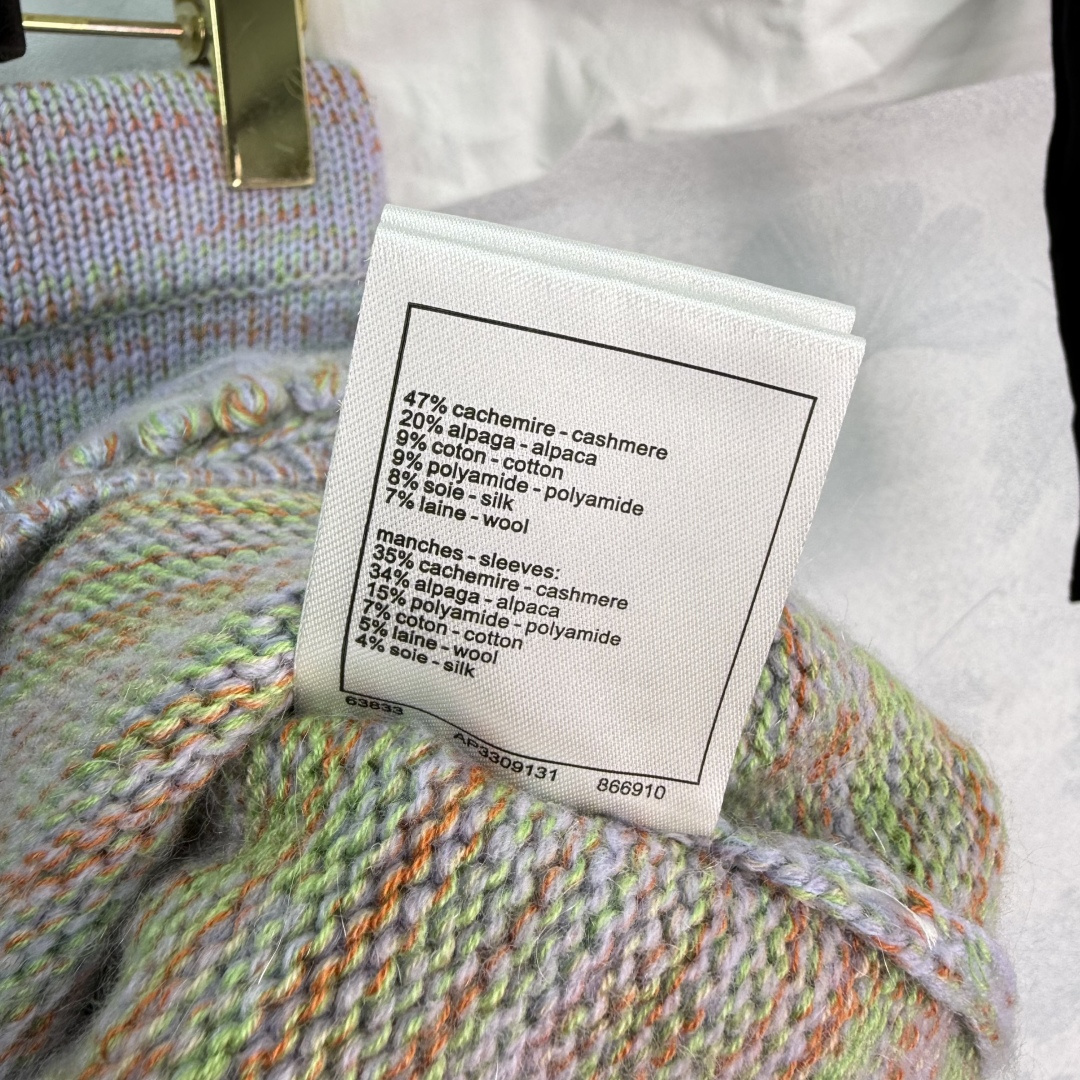 47% cachemire - cashmere
20% alpaga - alpaca
9% coton - cotton
9% polyamide - polyamide
8% soie - silk
7% laine - wool
manches - sleeves:
35% cachemire - cashmere
34% alpaga - alpaca
15% polyamide - polyamide
7% coton - cotton
5% laine - wool
4% soie - silk
63833 AP3309131 866910